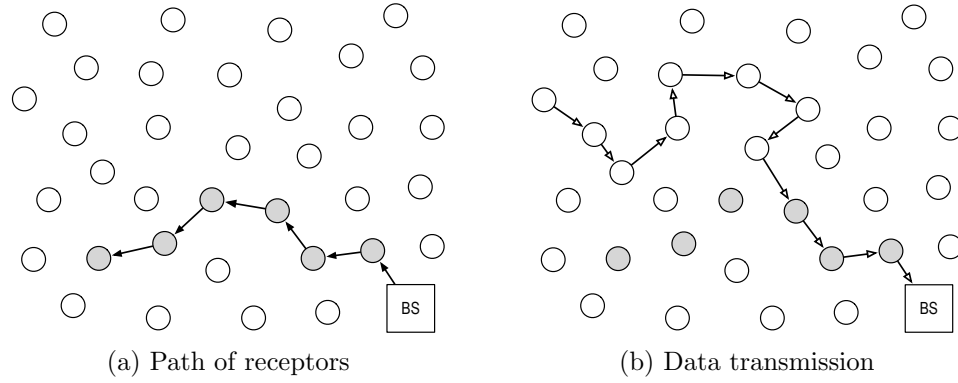 BS
BS
(a) Path of receptors
(b) Data transmission